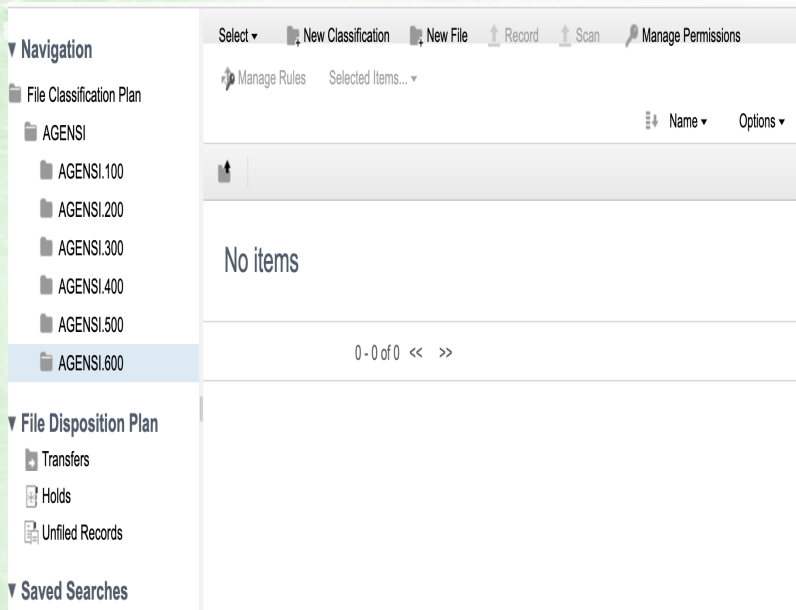 Navigation
File Classification Plan
AGENSI
AGENSI.100
AGENSI.200
AGENSI.300
AGENSI.400
AGENSI.500
AGENSI.600
File Disposition Plan
Transfers
Holds
Unfiled Records
Saved Searches
Select New Classification New File Record Scan Manage Permissions
Manage Rules Selected Items...
Name Options
No items
0 - 0 of 0 << >>